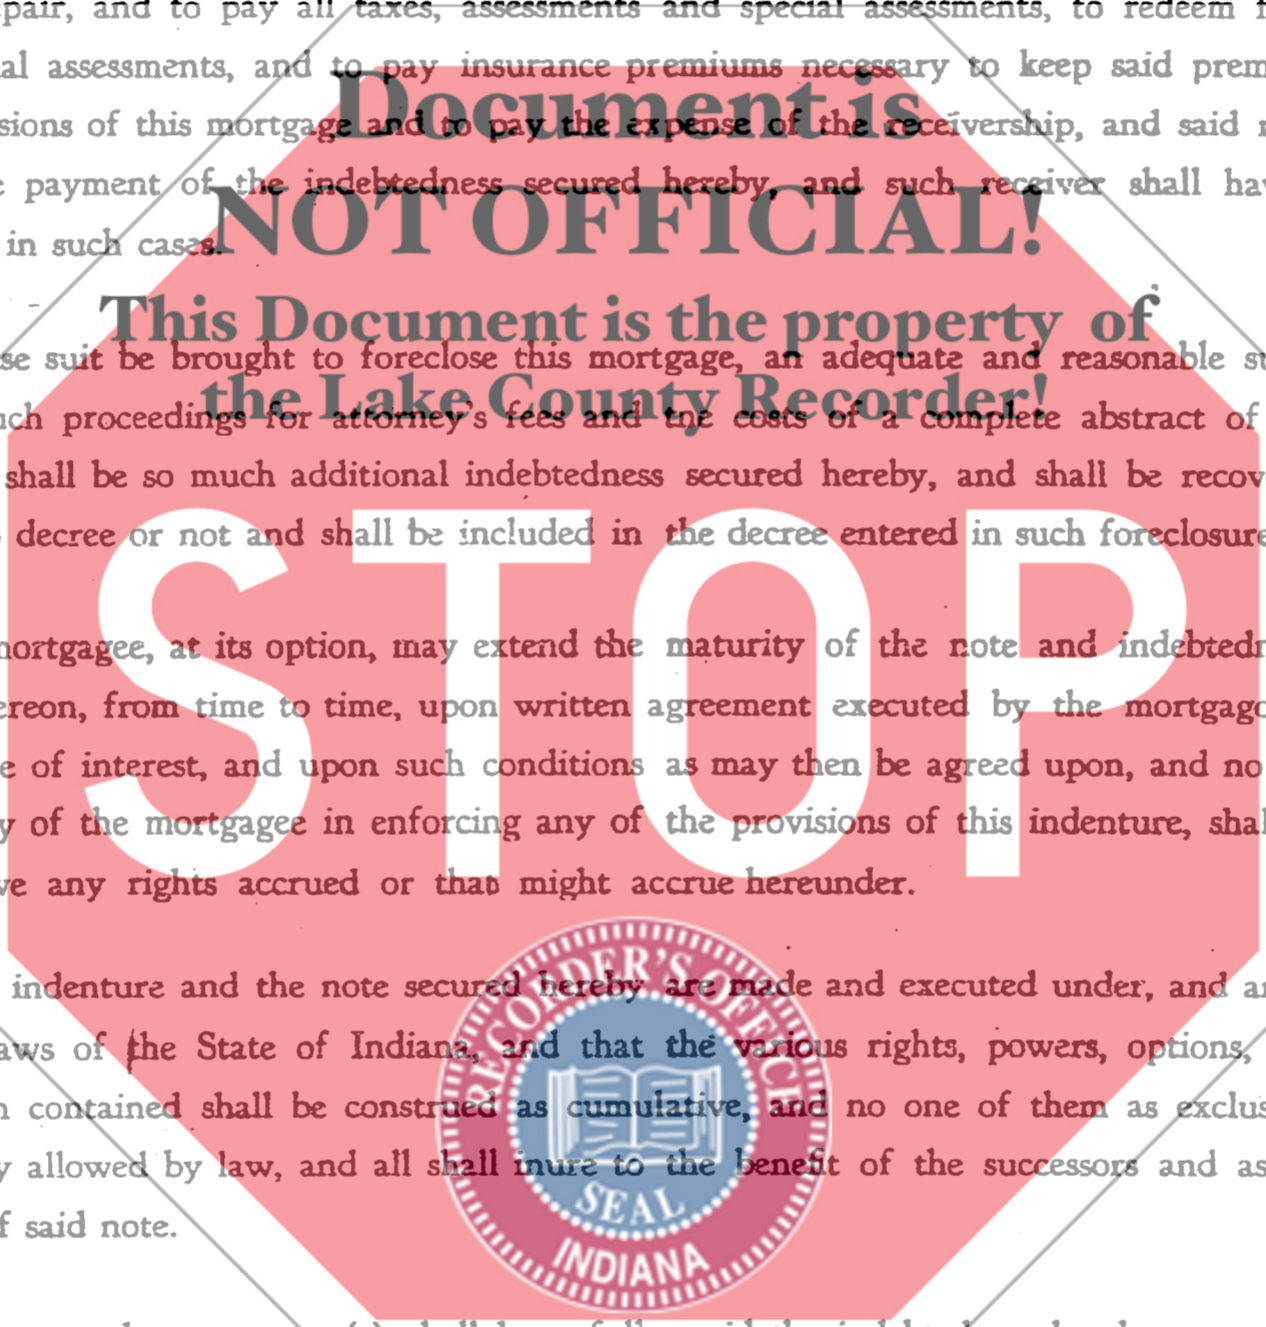 pair, and to pay all taxes, assessments and special assessments, to redeem
al assessments, and to pay insurance premiums necessary to keep said prem
Document is
sions of this mortgage and to pay the expense of the receivership, and said
payment of the indebtedness secured hereby, and such receiver shall hav
NOT OFFICIAL!
in such cases.
This Document is the property of
se suit be brought to foreclose this mortgage, an adequate and reasonable su
the Lake County Recorder!
uch proceedings for attorney's fees and the costs of a complete abstract of
shall be so much additional indebtedness secured hereby, and shall be recov
decree or not and shall be included in the decree entered in such foreclosure
STOP
mortgagee, at its option, may extend the maturity of the note and indebtedn
ereon, from time to time, upon written agreement executed by the mortgago
e of interest, and upon such conditions as may then be agreed upon, and no
y of the mortgagee in enforcing any of the provisions of this indenture, shal
ve any rights accrued or that might accrue hereunder.
indenture and the note secured hereby are made and executed under, and ar
aws of the State of Indiana, and that the various rights, powers, options,
n contained shall be construed as cumulative, and no one of them as exclus
y allowed by law, and all shall inure to the benefit of the successors and as
f said note.
RECORDER'S OFFICE
SEAL
INDIANA